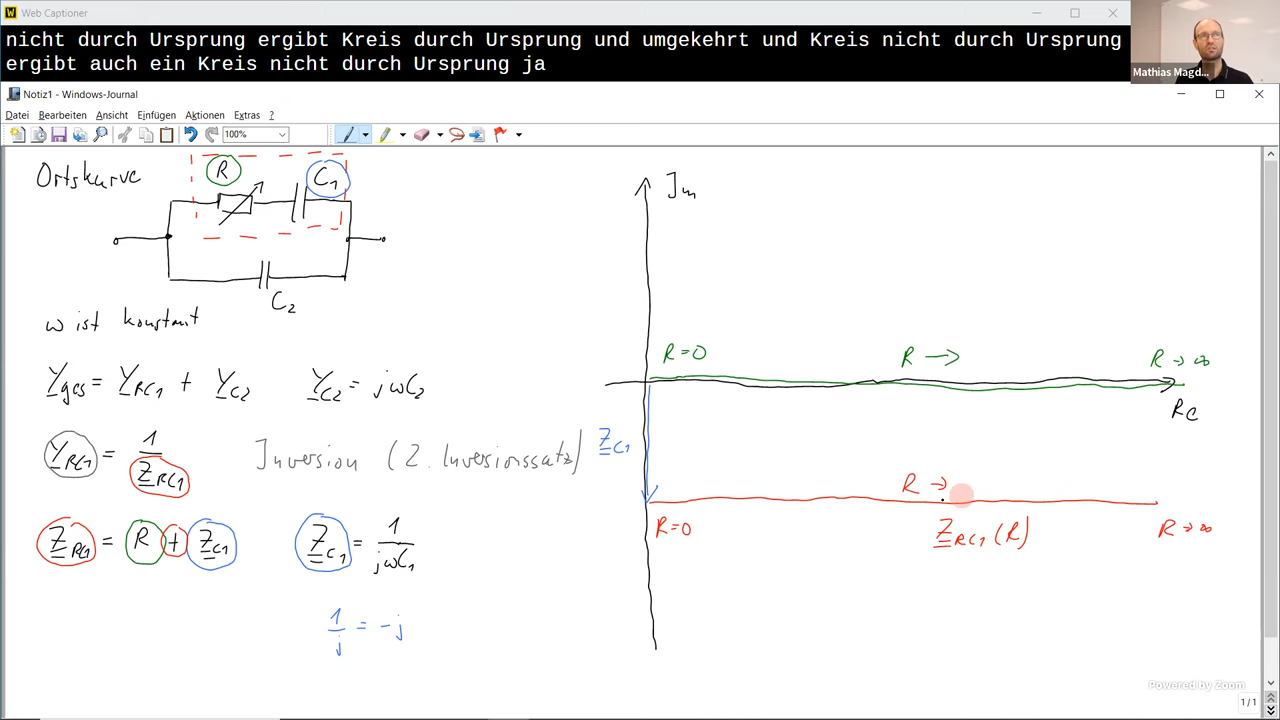 Web Captioner
nicht durch Ursprung ergibt Kreis durch Ursprung und umgekehrt und Kreis nicht durch Ursprung
ergibt auch ein Kreis nicht durch Ursprung ja
Mathias Magd...
Notiz1 - Windows-Journal
Datei Bearbeiten Ansicht Einfügen Aktionen Extras ?
100%
Ortskurve
R
C1
C2
ω ist konstant
Yges = YRC1 + YC2 YC2 = jωC2
YRC1 = 1/ZRC1 Inversion (2. Inversionssatz)
ZRC1 = R + ZC1 ZC1 = 1/jωC1
1/j = -j
Im
R=0 R → R→∞
Re
ZC1
R →
R=0 ZRC1(R) R→∞
Powered by Zoom
1 / 1